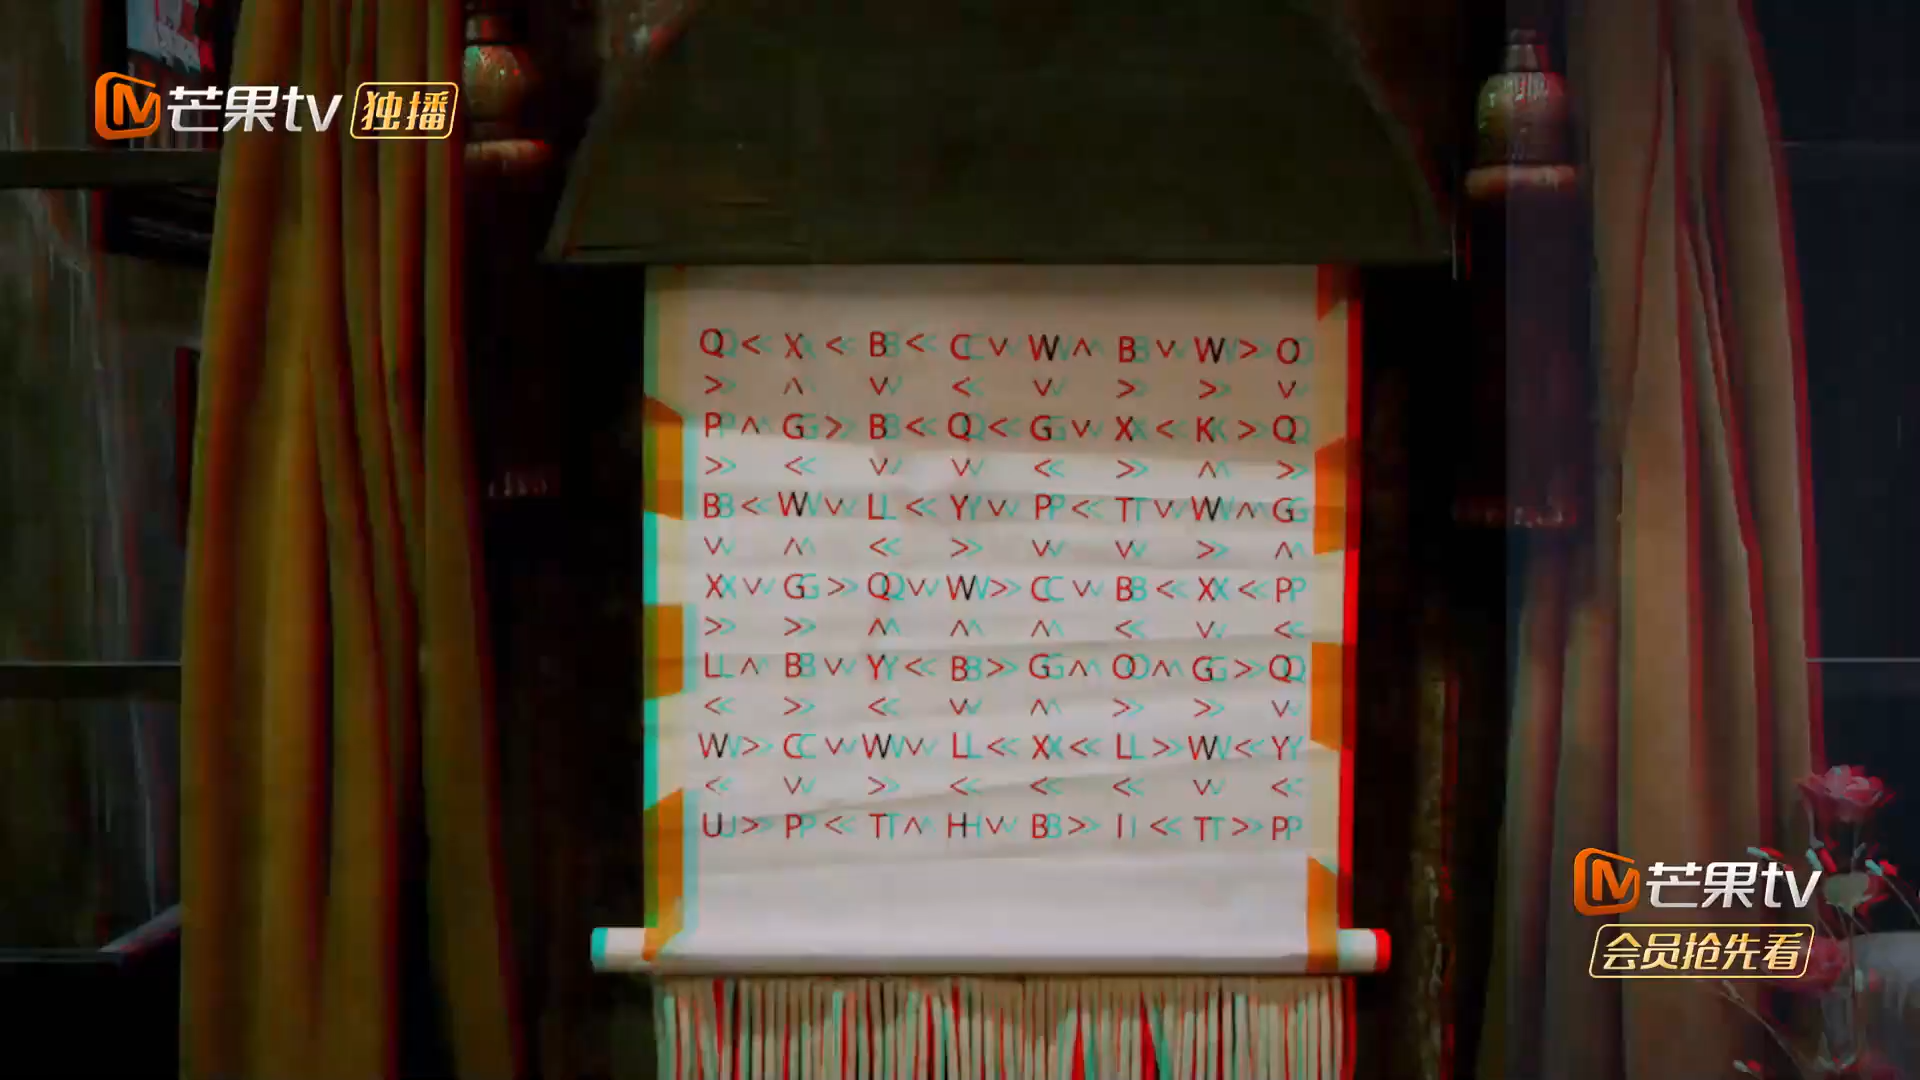 芒果tv 独播
Q < X < B < C ∨ W ∧ B ∨ W > O
> ∧ ∨ < ∨ > > ∨
P ∧ G > B < Q < G ∨ X < K > Q
> < ∨ ∨ < > ∧ >
B < W ∨ L < Y ∨ P < T ∨ W ∧ G
∨ ∧ < > ∨ ∨ > ∧
X ∨ G > Q ∨ W > C ∨ B < X < P
> > ∧ ∧ ∧ < ∨ <
L ∧ B ∨ Y < B > G ∧ O ∧ G > Q
< > < ∨ ∧ > > ∨
W > C ∨ W ∨ L < X < L > W < Y
< ∨ > < < < ∨ <
U > P < T ∧ H ∨ B > I < T > P
芒果tv
会员抢先看